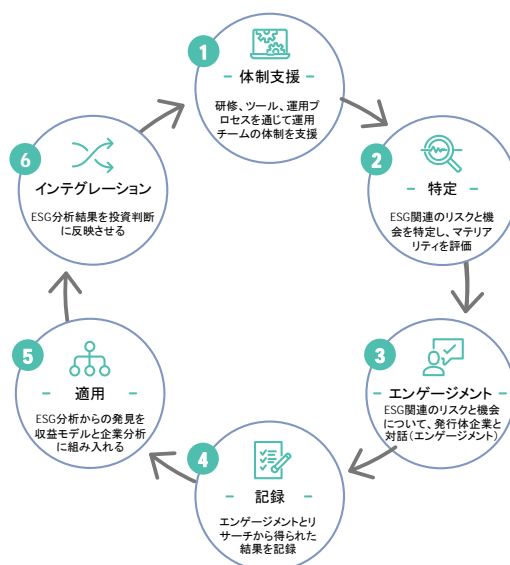 1
- 体制支援 -
研修、ツール、運用プ
ロセスを通じて運用
チームの体制を支援
2
- 特定 -
ESG関連のリスクと機
会を特定し、マテリア
リティを評価
3
- エンゲージメント -
ESG関連のリスクと機会
について、発行体企業と
対話(エンゲージメント)
4
- 記録 -
エンゲージメントとリ
サーチから得られた
結果を記録
5
- 適用 -
ESG分析からの発見を
収益モデルと企業分析
に組み入れる
6
インテグレーション
ESG分析結果を投資判断
に反映させる